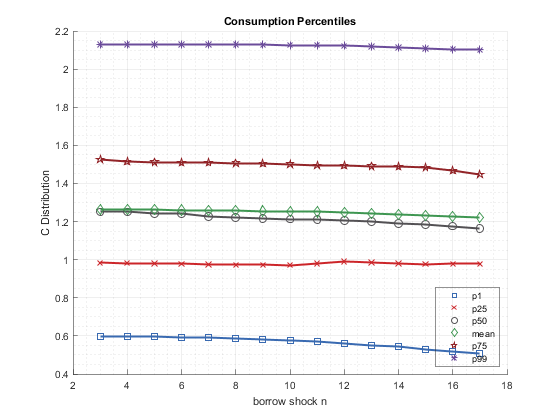 Consumption Percentiles
2.2
2
1.8
1.6
1.4
1.2
1
0.8
0.6
0.4
C Distribution
2 4 6 8 10 12 14 16 18
borrow shock n
p1
p25
p50
mean
p75
p99